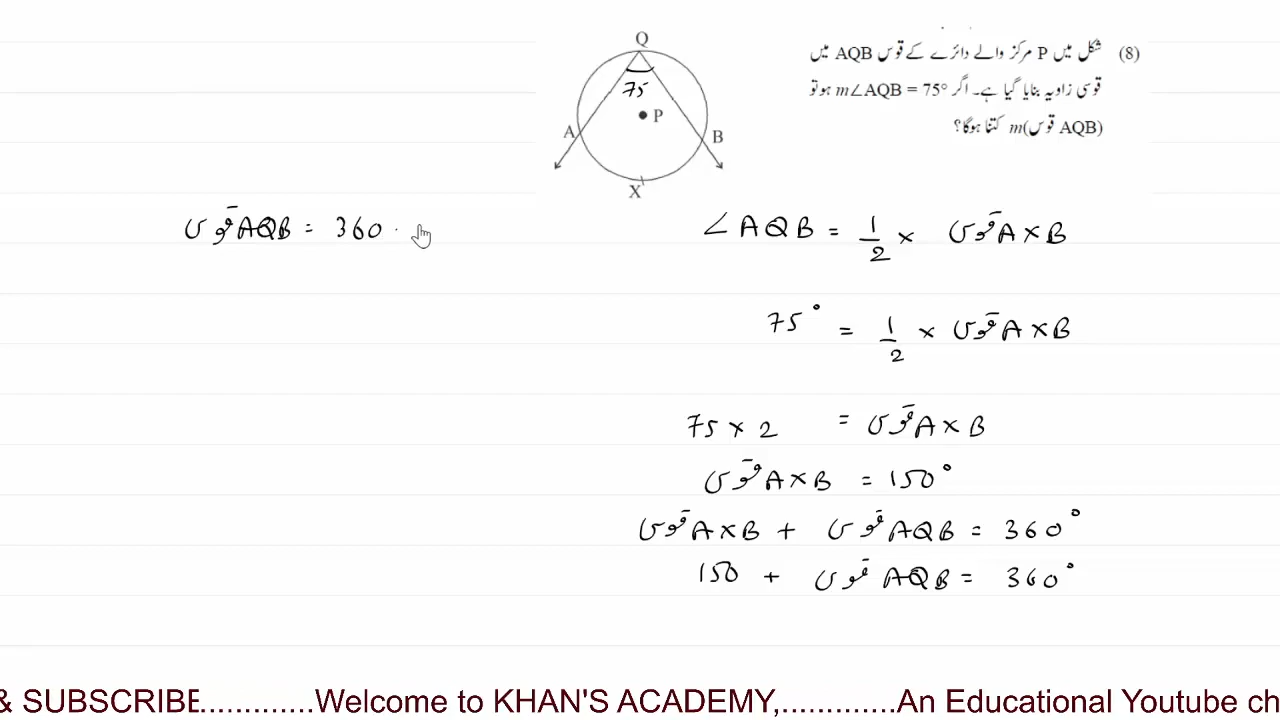 (8) شکل میں P مرکز والے دائرے کے قوس AQB میں
قوسی زاویہ بنایا گیا ہے۔ اگر m∠AQB = 75° ہو تو
m(قوس AQB) کتنا ہوگا؟
Q
75
P
A
B
X
∠AQB = 1/2 × قوس AXB
75° = 1/2 × قوس AXB
75 × 2 = قوس AXB
قوس AXB = 150°
قوس AXB + قوس AQB = 360°
150 + قوس AQB = 360°
قوس AQB = 360 -
& SUBSCRIBE.............Welcome to KHAN'S ACADEMY,.............An Educational Youtube ch